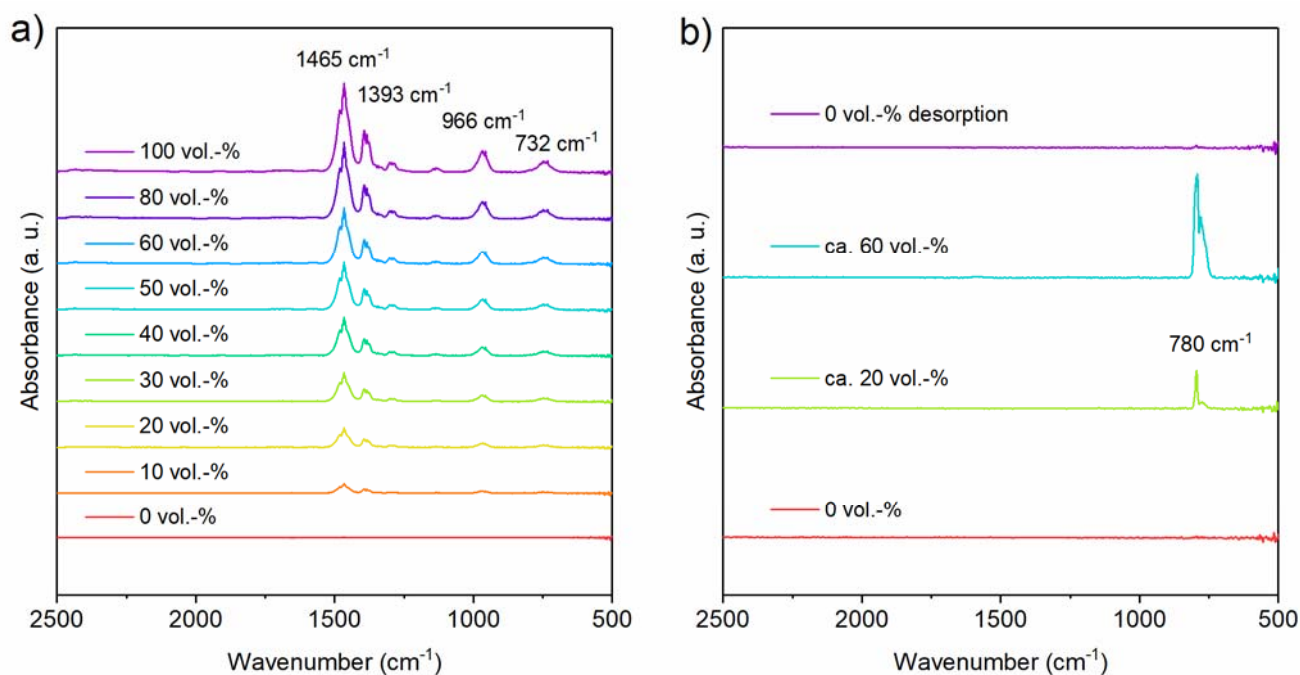 a)
1465 cm⁻¹
1393 cm⁻¹
966 cm⁻¹
732 cm⁻¹
100 vol.-%
80 vol.-%
60 vol.-%
50 vol.-%
40 vol.-%
30 vol.-%
20 vol.-%
10 vol.-%
0 vol.-%
Absorbance (a. u.)
2500 2000 1500 1000 500
Wavenumber (cm⁻¹)
b)
0 vol.-% desorption
ca. 60 vol.-%
780 cm⁻¹
ca. 20 vol.-%
0 vol.-%
Absorbance (a. u.)
2500 2000 1500 1000 500
Wavenumber (cm⁻¹)